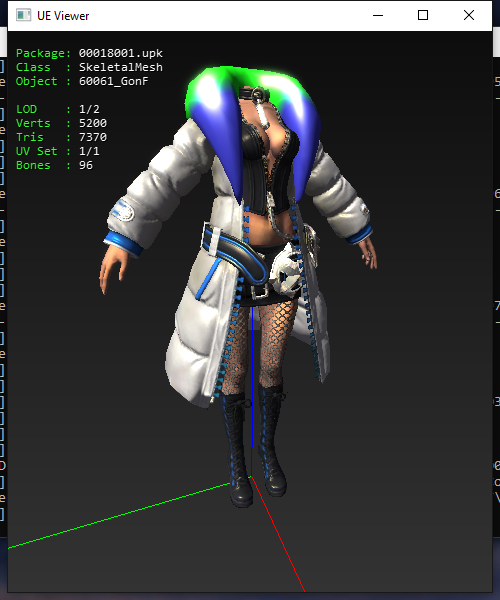 UE Viewer
Package: 00018001.upk
Class  : SkeletalMesh
Object : 60061_GonF
LOD    : 1/2
Verts  : 5200
Tris   : 7370
UV Set : 1/1
Bones  : 96